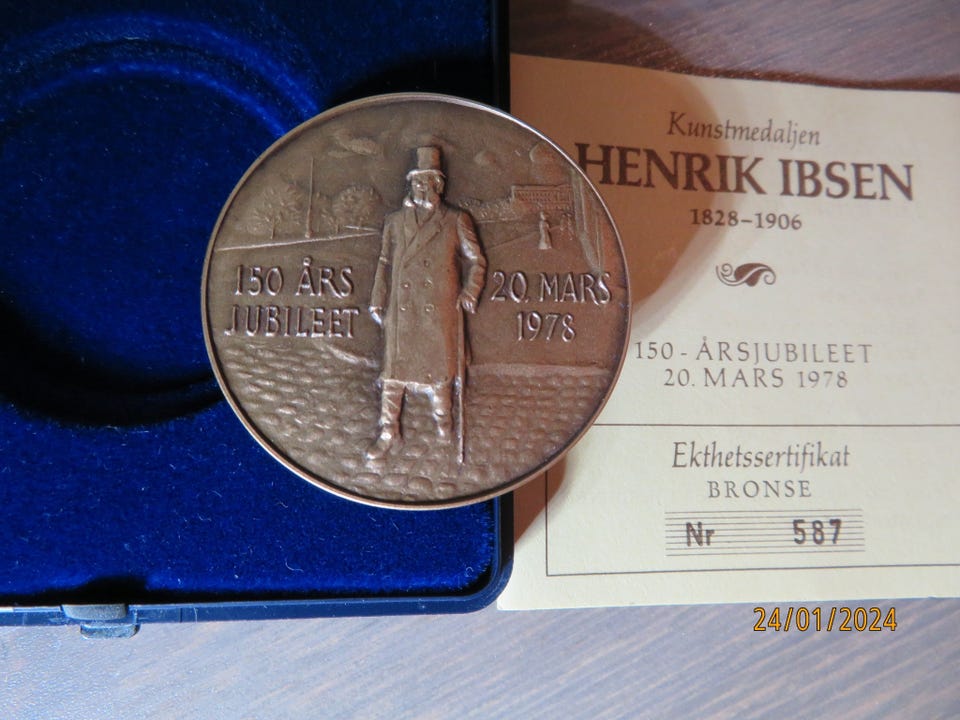 150 ÅRS
JUBILEET
20. MARS
1978
Kunstmedaljen
HENRIK IBSEN
1828–1906
150 - ÅRSJUBILEET
20. MARS 1978
Ekthetssertifikat
BRONSE
Nr 587
24/01/2024